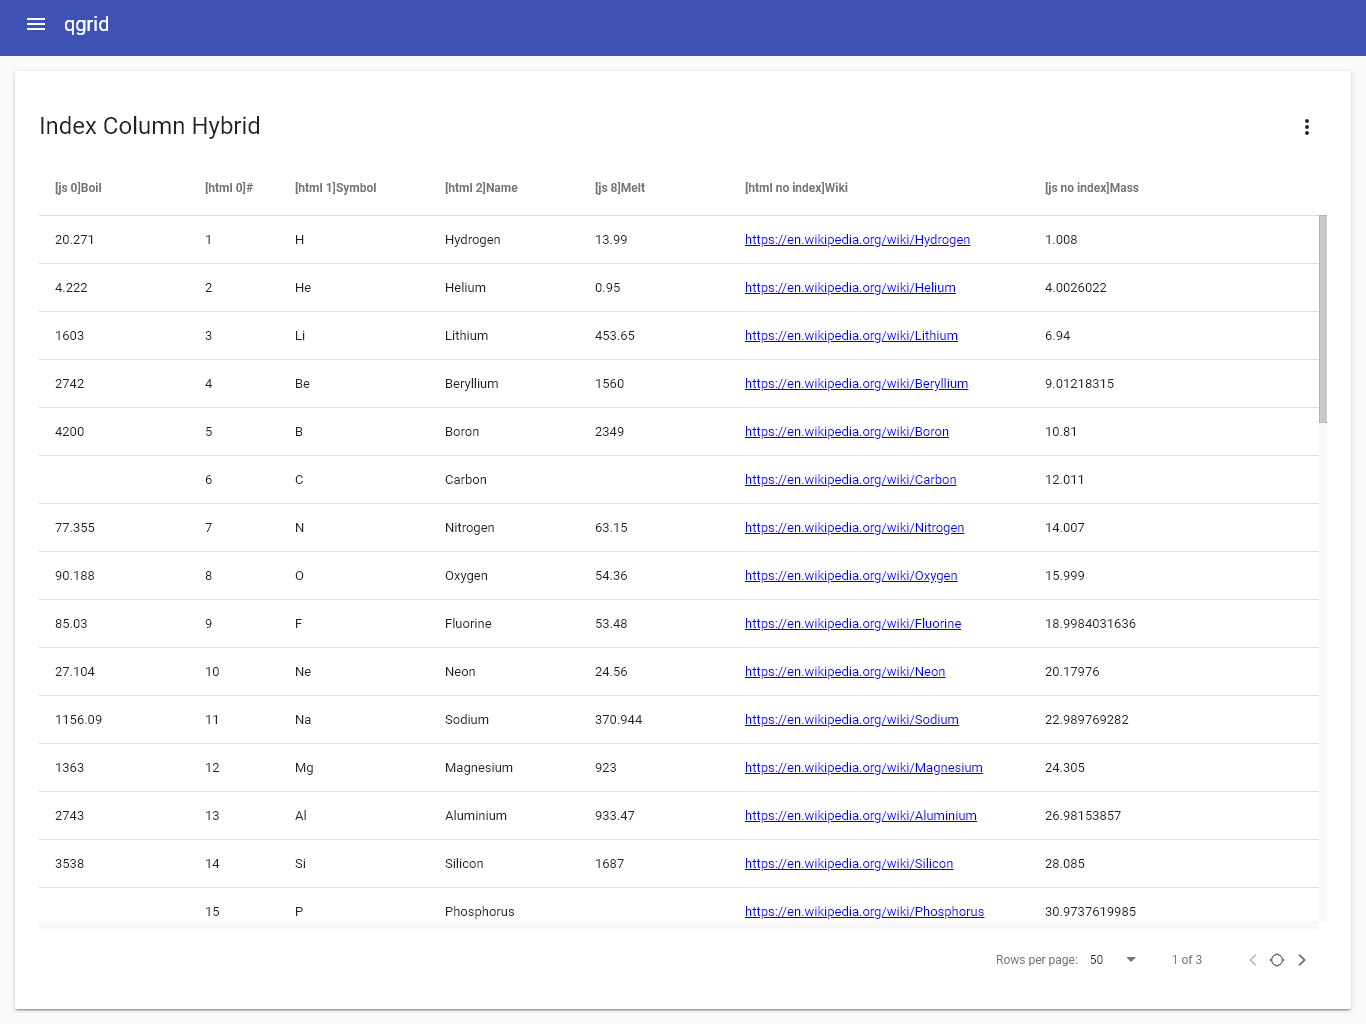 qgrid
Index Column Hybrid
[js 0]Boil [html 0]# [html 1]Symbol [html 2]Name [js 8]Melt [html no index]Wiki [js no index]Mass
20.271 1 H Hydrogen 13.99 https://en.wikipedia.org/wiki/Hydrogen 1.008
4.222 2 He Helium 0.95 https://en.wikipedia.org/wiki/Helium 4.0026022
1603 3 Li Lithium 453.65 https://en.wikipedia.org/wiki/Lithium 6.94
2742 4 Be Beryllium 1560 https://en.wikipedia.org/wiki/Beryllium 9.01218315
4200 5 B Boron 2349 https://en.wikipedia.org/wiki/Boron 10.81
6 C Carbon https://en.wikipedia.org/wiki/Carbon 12.011
77.355 7 N Nitrogen 63.15 https://en.wikipedia.org/wiki/Nitrogen 14.007
90.188 8 O Oxygen 54.36 https://en.wikipedia.org/wiki/Oxygen 15.999
85.03 9 F Fluorine 53.48 https://en.wikipedia.org/wiki/Fluorine 18.9984031636
27.104 10 Ne Neon 24.56 https://en.wikipedia.org/wiki/Neon 20.17976
1156.09 11 Na Sodium 370.944 https://en.wikipedia.org/wiki/Sodium 22.989769282
1363 12 Mg Magnesium 923 https://en.wikipedia.org/wiki/Magnesium 24.305
2743 13 Al Aluminium 933.47 https://en.wikipedia.org/wiki/Aluminium 26.98153857
3538 14 Si Silicon 1687 https://en.wikipedia.org/wiki/Silicon 28.085
15 P Phosphorus https://en.wikipedia.org/wiki/Phosphorus 30.9737619985
Rows per page: 50 1 of 3